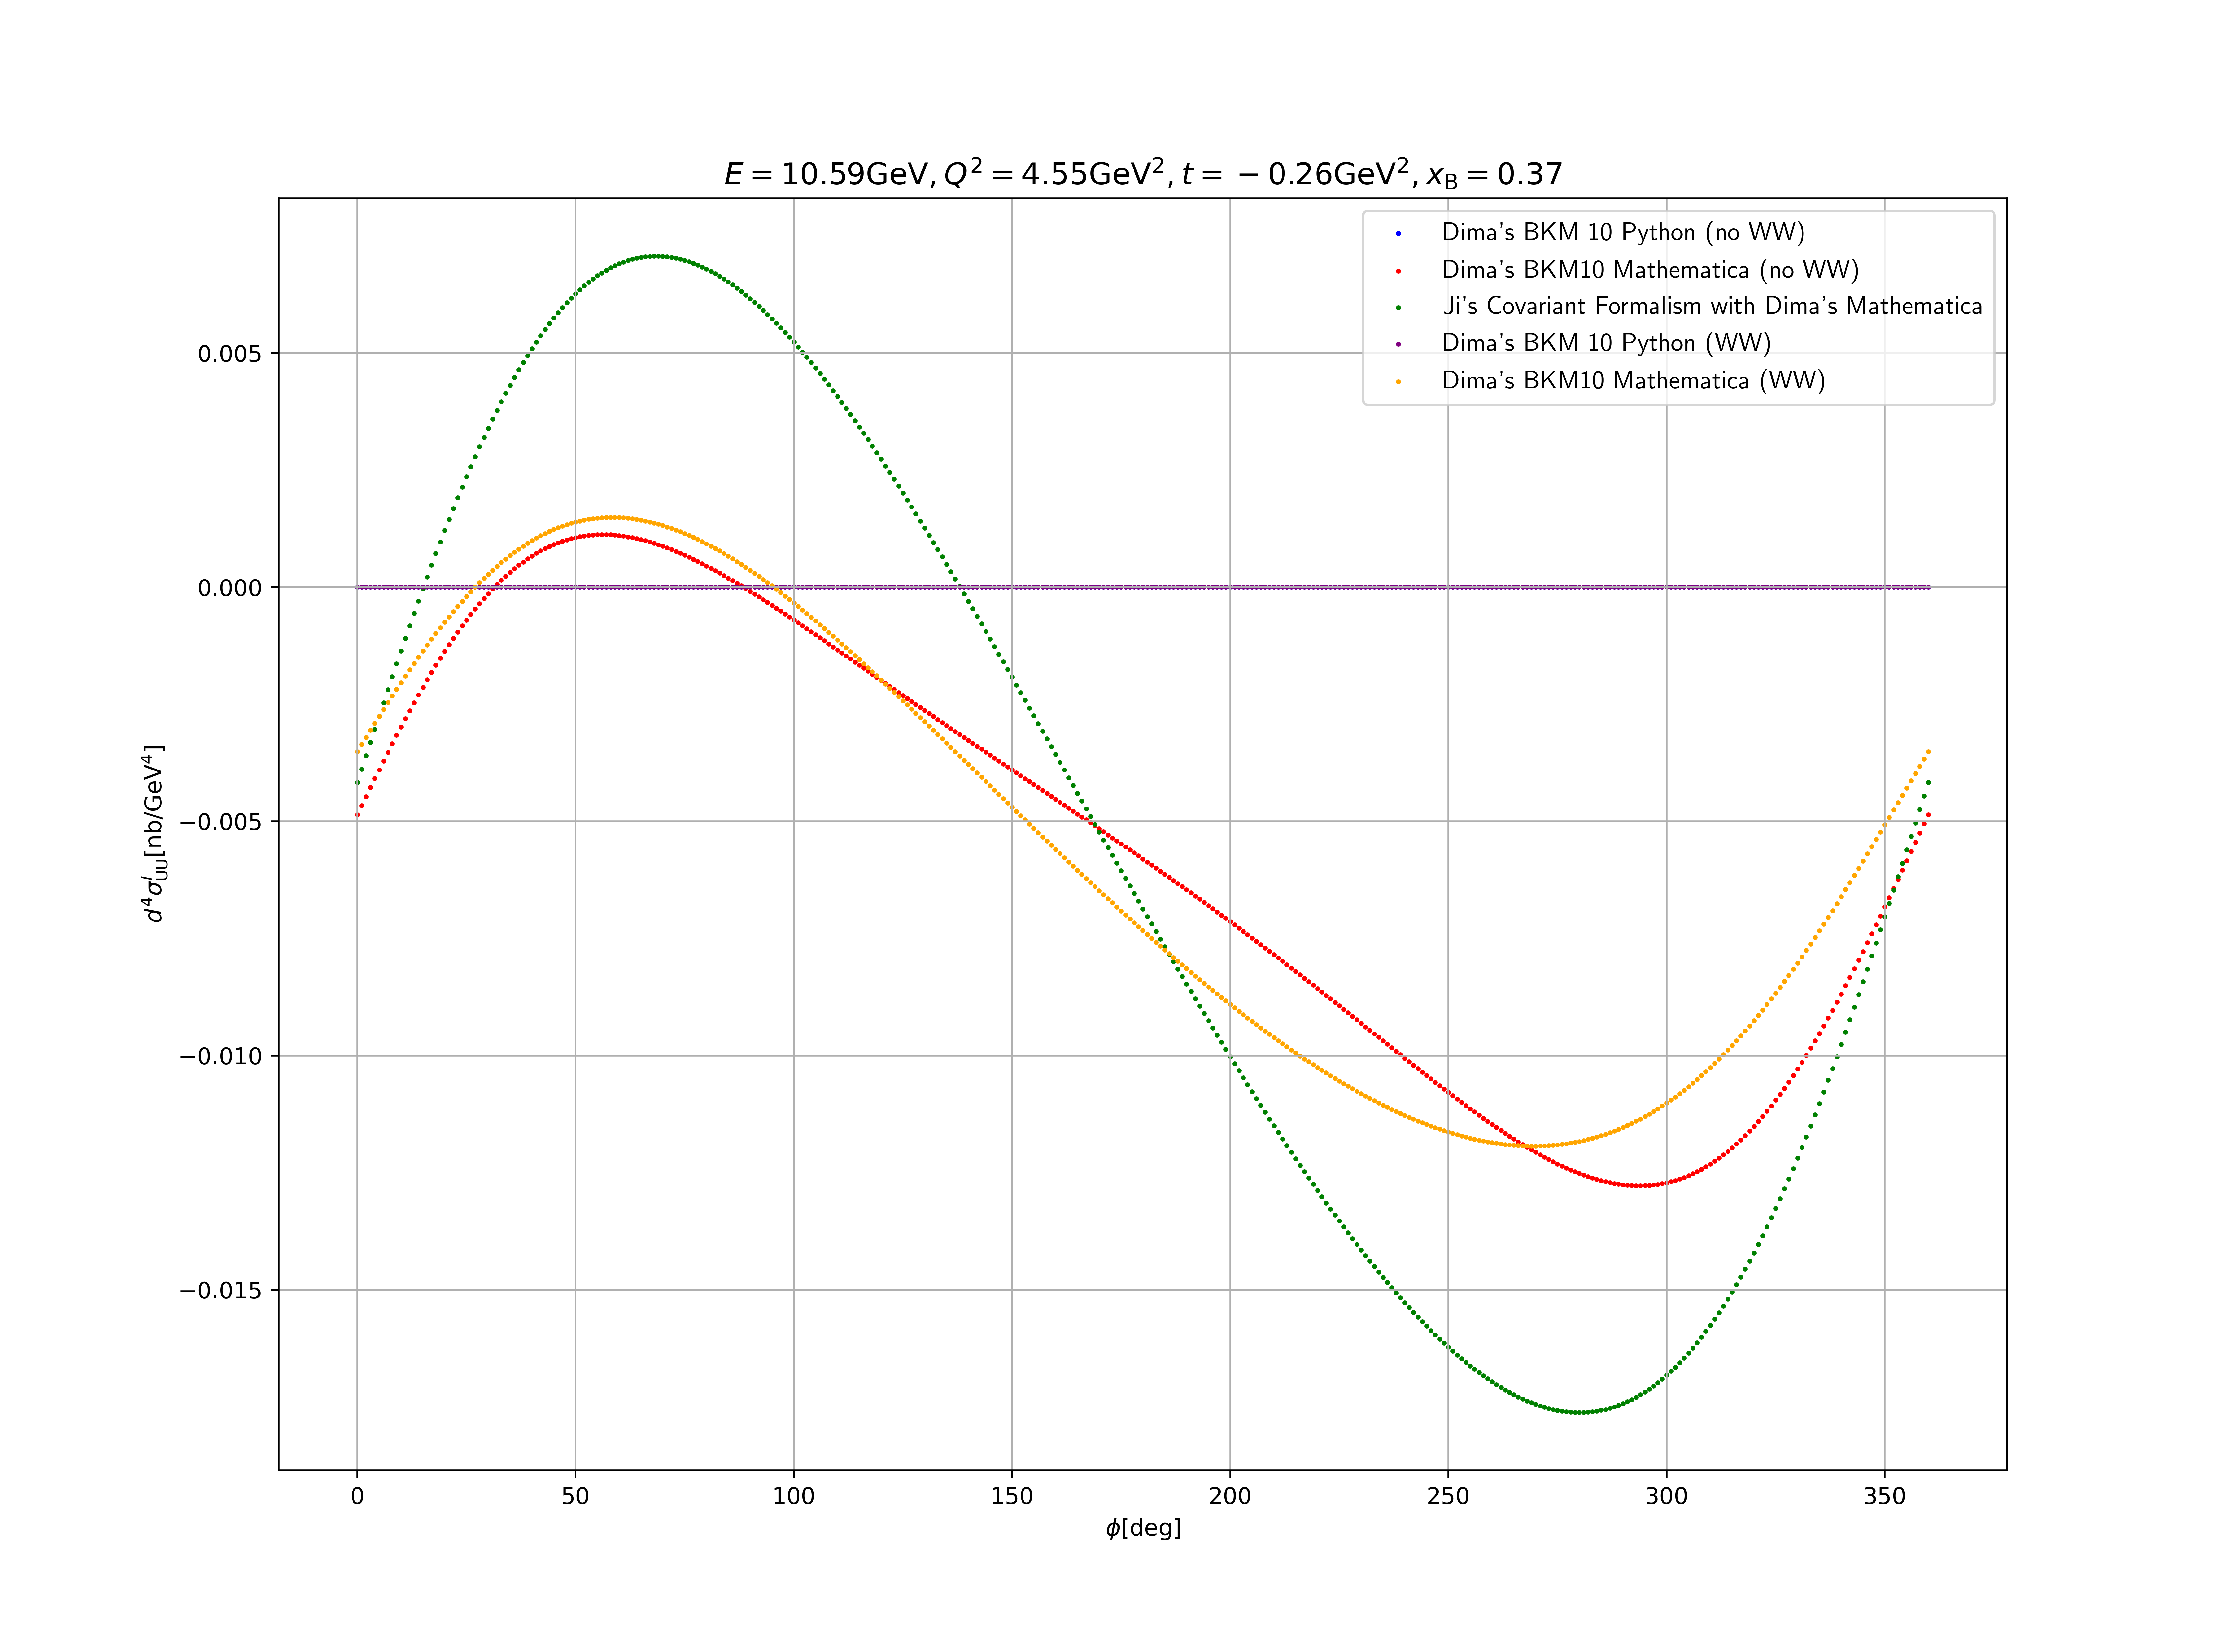 E = 10.59GeV, Q² = 4.55GeV², t = −0.26GeV², x_B = 0.37
Dima's BKM 10 Python (no WW)
Dima's BKM10 Mathematica (no WW)
Ji's Covariant Formalism with Dima's Mathematica
Dima's BKM 10 Python (WW)
Dima's BKM10 Mathematica (WW)
0.005
0.000
−0.005
−0.010
−0.015
d⁴σ^I_UU[nb/GeV⁴]
0 50 100 150 200 250 300 350
ϕ[deg]